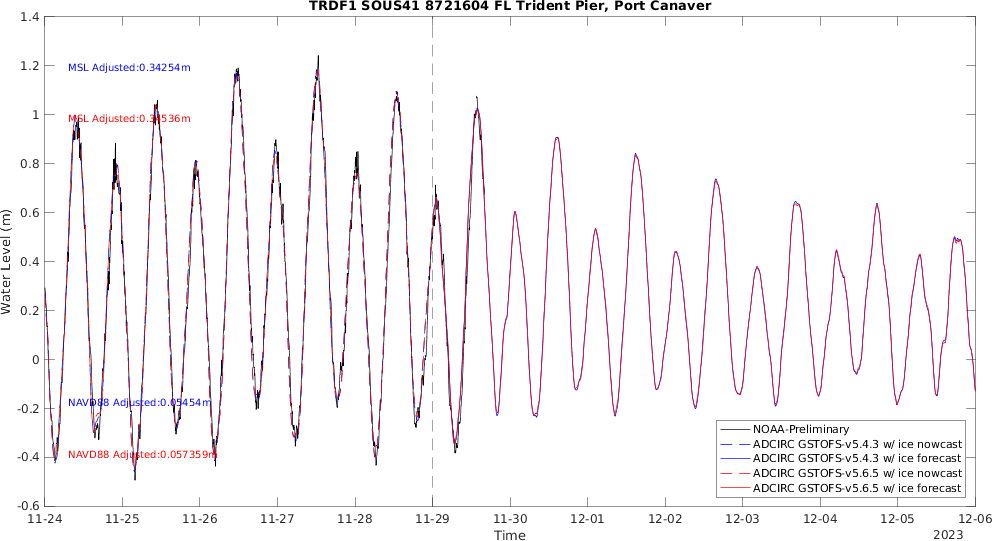 TRDF1 SOUS41 8721604 FL Trident Pier, Port Canaver
1.4
1.2
1
0.8
0.6
0.4
0.2
0
-0.2
-0.4
-0.6
Water Level (m)
MSL Adjusted:0.34254m
MSL Adjusted:0.34536m
NAVD88 Adjusted:0.05454m
NAVD88 Adjusted:0.057359m
NOAA-Preliminary
ADCIRC GSTOFS-v5.4.3 w/ ice nowcast
ADCIRC GSTOFS-v5.4.3 w/ ice forecast
ADCIRC GSTOFS-v5.6.5 w/ ice nowcast
ADCIRC GSTOFS-v5.6.5 w/ ice forecast
11-24 11-25 11-26 11-27 11-28 11-29 11-30 12-01 12-02 12-03 12-04 12-05 12-06
Time
2023